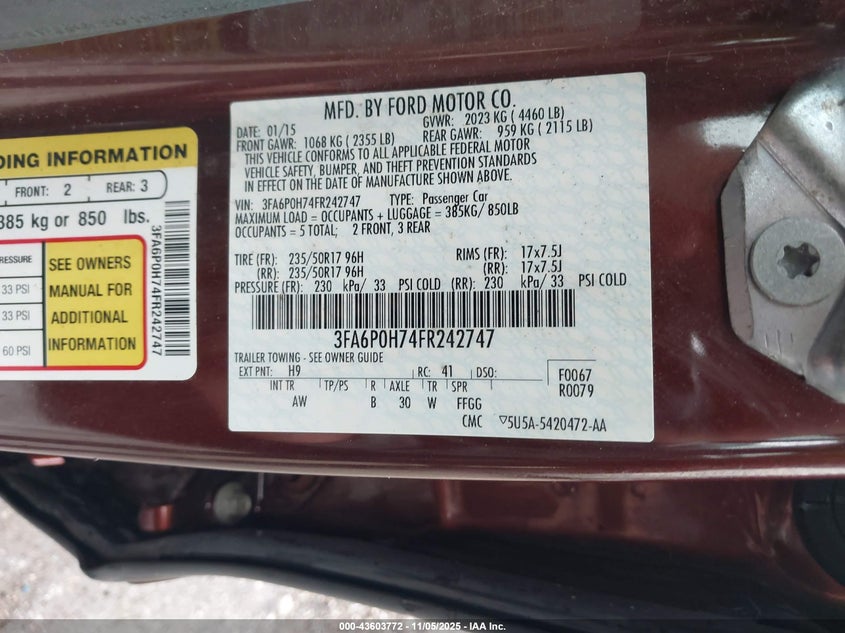 DING INFORMATION
FRONT: 2 REAR: 3
385 kg or 850 lbs.
RESSURE
33 PSI
33 PSI
60 PSI
SEE OWNERS
MANUAL FOR
ADDITIONAL
INFORMATION
3FA6P0H74FR242747
MFD. BY FORD MOTOR CO.
DATE: 01/15 GVWR: 2023 KG ( 4460 LB)
FRONT GAWR: 1068 KG ( 2355 LB) REAR GAWR: 959 KG ( 2115 LB)
THIS VEHICLE CONFORMS TO ALL APPLICABLE FEDERAL MOTOR
VEHICLE SAFETY, BUMPER, AND THEFT PREVENTION STANDARDS
IN EFFECT ON THE DATE OF MANUFACTURE SHOWN ABOVE.
VIN: 3FA6P0H74FR242747 TYPE: Passenger Car
MAXIMUM LOAD = OCCUPANTS + LUGGAGE = 385KG/ 850LB
OCCUPANTS = 5 TOTAL; 2 FRONT, 3 REAR
TIRE (FR): 235/50R17 96H RIMS (FR): 17x7.5J
(RR): 235/50R17 96H (RR): 17x7.5J
PRESSURE (FR): 230 kPa/ 33 PSI COLD (RR): 230 kPa/ 33 PSI COLD
3FA6P0H74FR242747
TRAILER TOWING - SEE OWNER GUIDE
EXT PNT: H9 RC: 41 DSO: F0067
INT TR TP/PS R AXLE TR SPR R0079
AW B 30 W FFGG
CMC ▽5U5A-5420472-AA
000-43603772 - 11/05/2025 - IAA Inc.